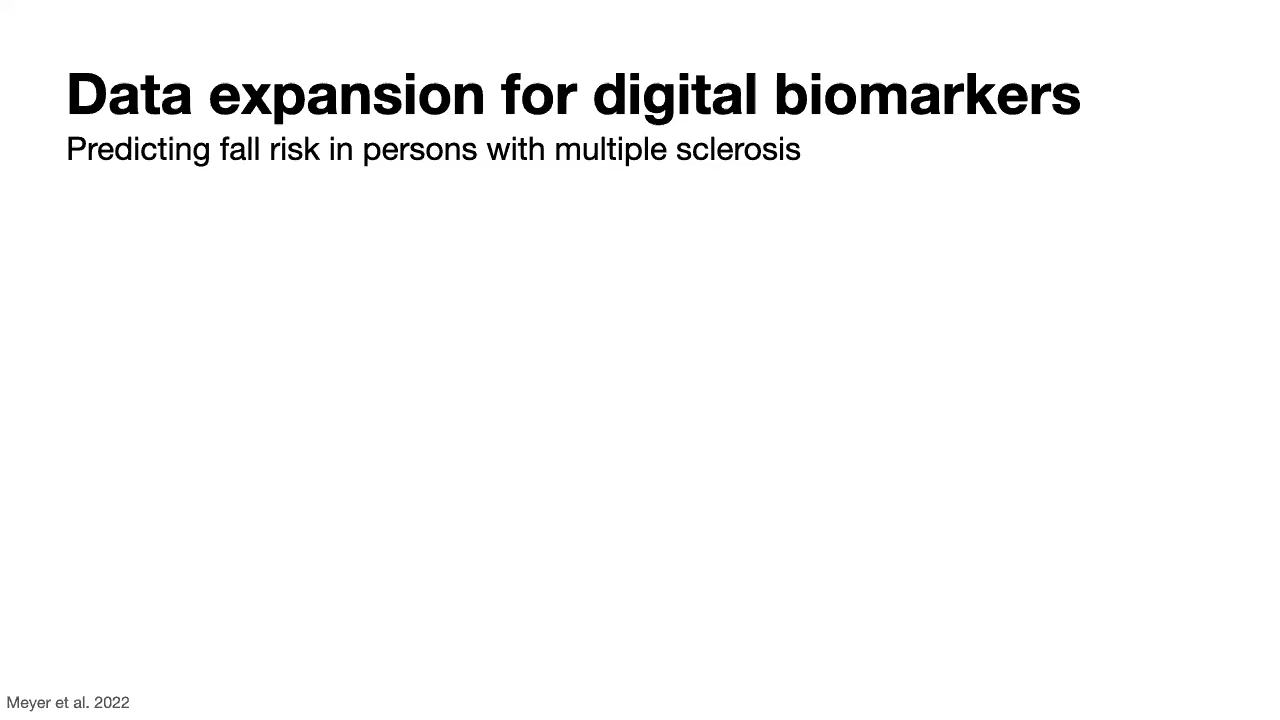 Data expansion for digital biomarkers
Predicting fall risk in persons with multiple sclerosis
Meyer et al. 2022